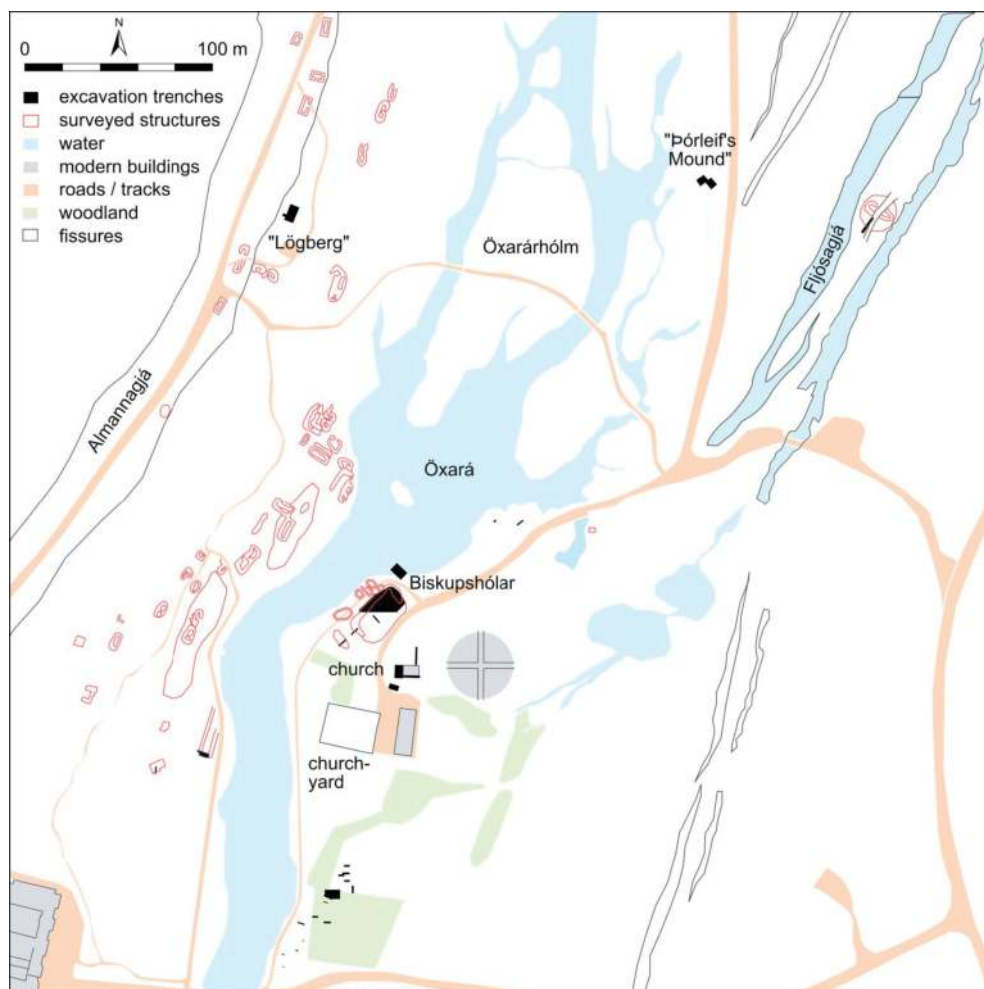 N
0 100 m
excavation trenches
surveyed structures
water
modern buildings
roads / tracks
woodland
fissures
"Þórleif's
Mound"
"Lögberg"
Öxarárhólm
Fljósagjá
Almannagjá
Öxará
Biskupshólar
church
church-
yard